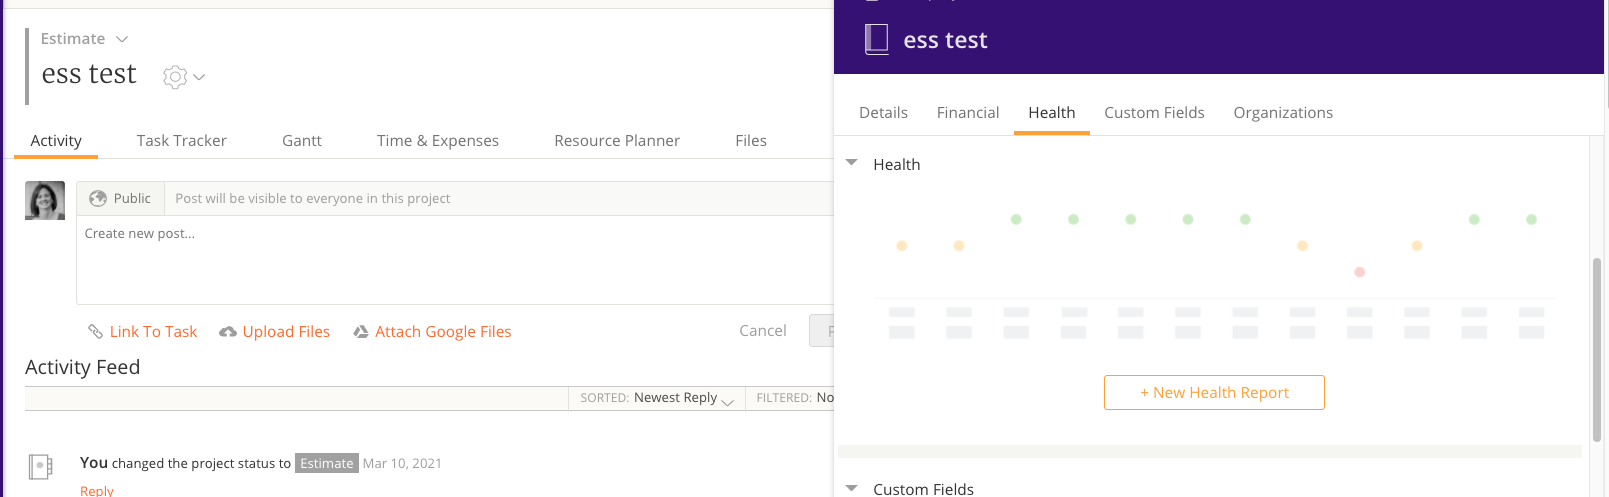 Estimate
ess test
Activity Task Tracker Gantt Time & Expenses Resource Planner Files
Public Post will be visible to everyone in this project
Create new post...
Link To Task Upload Files Attach Google Files Cancel
Activity Feed
SORTED: Newest Reply FILTERED: No
You changed the project status to Estimate Mar 10, 2021
Reply
ess test
Details Financial Health Custom Fields Organizations
Health
+ New Health Report
Custom Fields